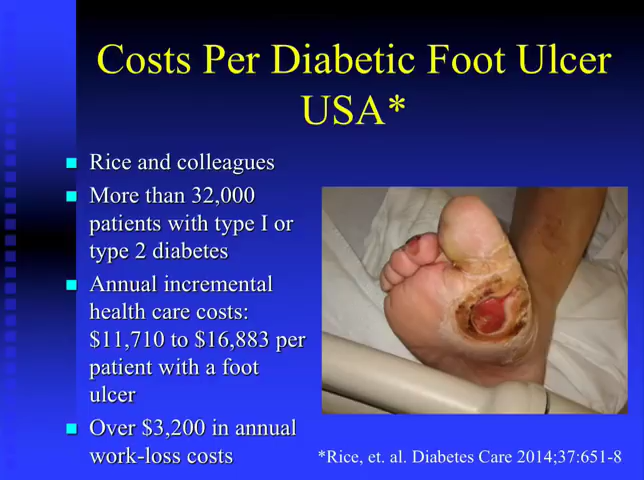 Costs Per Diabetic Foot Ulcer
USA*
Rice and colleagues
More than 32,000
patients with type I or
type 2 diabetes
Annual incremental
health care costs:
$11,710 to $16,883 per
patient with a foot
ulcer
Over $3,200 in annual
work-loss costs
*Rice, et. al. Diabetes Care 2014;37:651-8